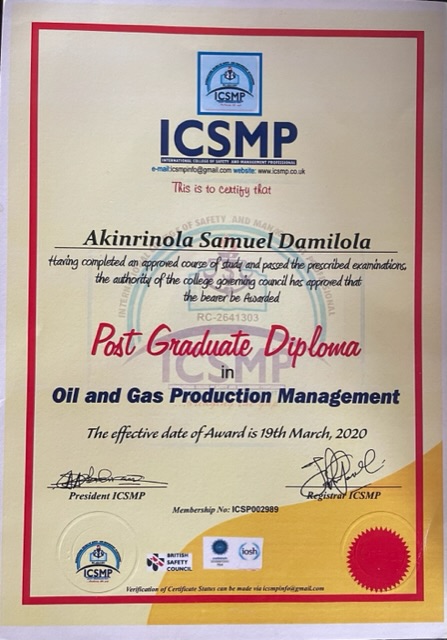 ICSMP
ICSMP
INTERNATIONAL COLLEGE OF SAFETY AND MANAGEMENT PROFESSIONAL
e-mail:icsmpinfo@gmail.com website: www.icsmp.co.uk
This is to certify that
Akinrinola Samuel Damilola
Having completed an approved course of study and passed the prescribed examinations,
the authority of the college governing council has approved that
the bearer be Awarded
RC-2641303
Post Graduate Diploma
ICSMP
in
Oil and Gas Production Management
The effective date of Award is 19th March, 2020
President ICSMP
Registrar ICSMP
Membership No: ICSP002989
ICSMP
BRITISH
SAFETY
COUNCIL
iosh
Verification of Certificate States can be made via icsmpinfo@gmail.com